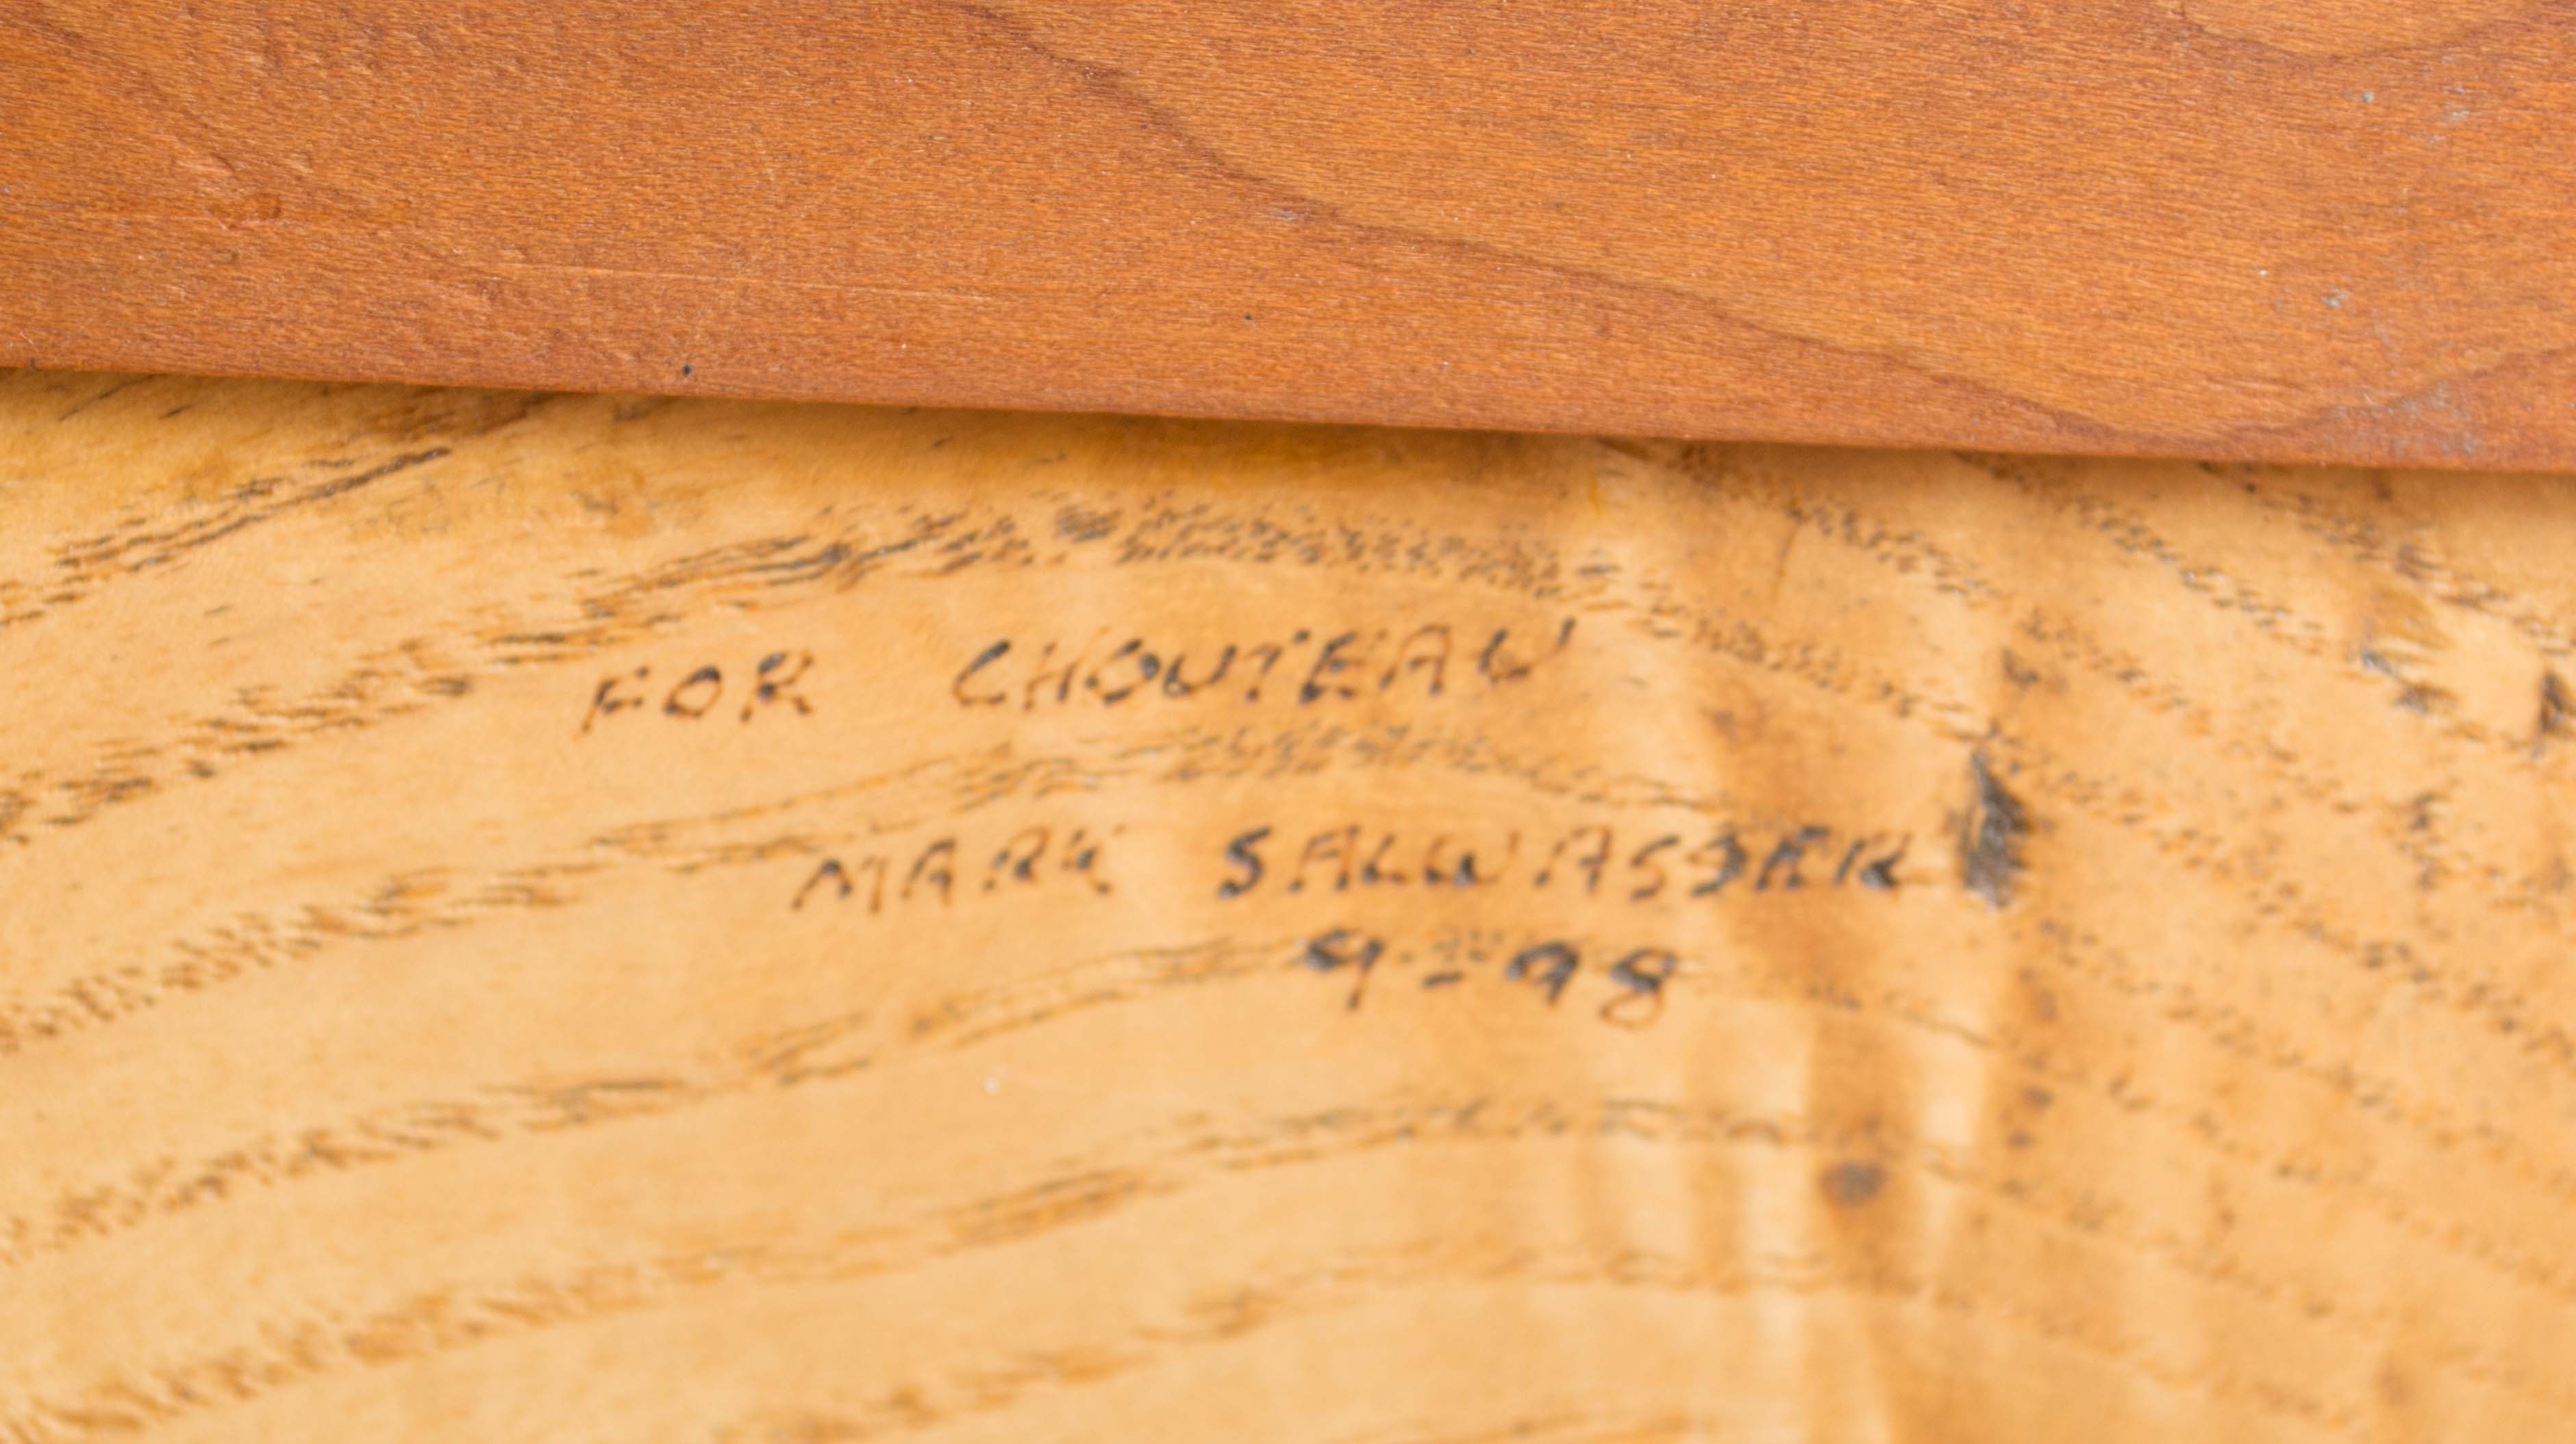 FOR CHOUTEAU
MARK SALWASSER
9-98